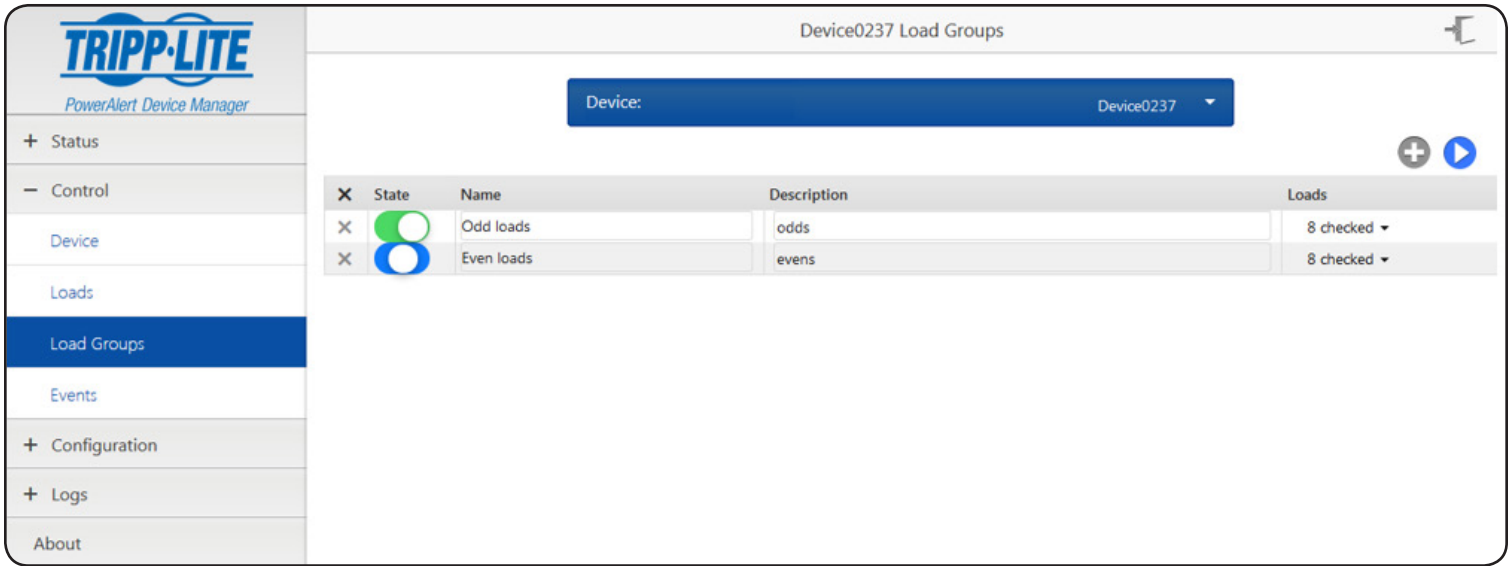 TRIPP·LITE
PowerAlert Device Manager
Device0237 Load Groups
Device: Device0237
+ Status
− Control
Device
Loads
Load Groups
Events
+ Configuration
+ Logs
About
✕ State Name Description Loads
✕ Odd loads odds 8 checked
✕ Even loads evens 8 checked